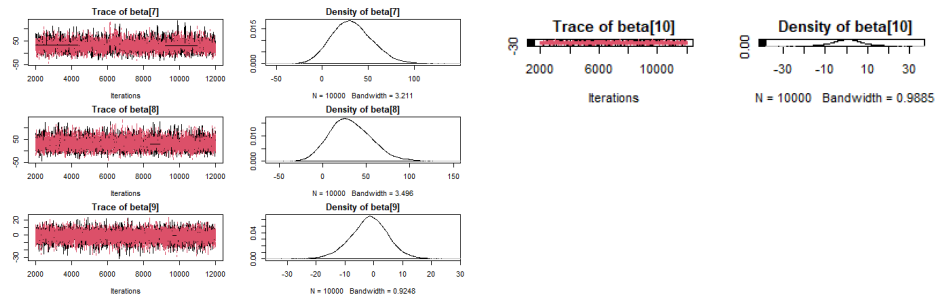 Trace of beta[7]
50
-50
2000 4000 6000 8000 10000 12000
Iterations
Density of beta[7]
0.015
0.000
0 50 100
N = 10000 Bandwidth = 3.211
Trace of beta[8]
50
-50
2000 4000 6000 8000 10000 12000
Iterations
Density of beta[8]
0.010
0.000
-50 0 50 100 150
N = 10000 Bandwidth = 3.496
Trace of beta[9]
20
0
-30
2000 4000 6000 8000 10000 12000
Iterations
Density of beta[9]
0.04
0.00
-30 -20 -10 0 10 20 30
N = 10000 Bandwidth = 0.9248
Trace of beta[10]
-30
2000 6000 10000
Iterations
Density of beta[10]
0.00
-30 -10 10 30
N = 10000 Bandwidth = 0.9885